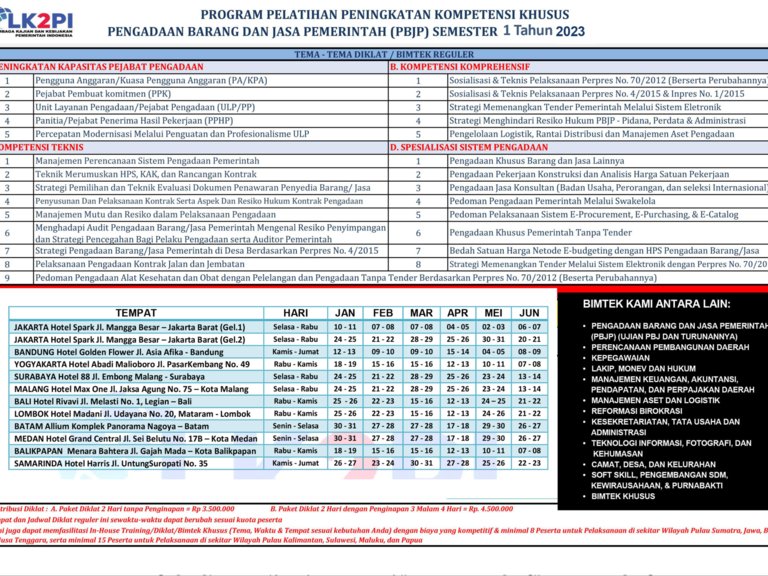 LK2PI
PROGRAM PELATIHAN PENINGKATAN KOMPETENSI KHUSUS
PENGADAAN BARANG DAN JASA PEMERINTAH (PBJP) SEMESTER 1 Tahun 2023
BAGA KAJIAN DAN KEBIJAKAN
PEMERINTAH INDONESIA
TEMA - TEMA DIKLAT / BIMTEK REGULER
NINGKATAN KAPASITAS PEJABAT PENGADAAN
1 Pengguna Anggaran/Kuasa Pengguna Anggaran (PA/KPA)
2 Pejabat Pembuat komitmen (PPK)
3 Unit Layanan Pengadaan/Pejabat Pengadaan (ULP/PP)
4 Panitia/Pejabat Penerima Hasil Pekerjaan (PPHP)
5 Percepatan Modernisasi Melalui Penguatan dan Profesionalisme ULP
B. KOMPETENSI KOMPREHENSIF
1 Sosialisasi & Teknis Pelaksanaan Perpres No. 70/2012 (Berserta Perubahannya)
2 Sosialisasi & Teknis Pelaksanaan Perpres No. 4/2015 & Inpres No. 1/2015
3 Strategi Memenangkan Tender Pemerintah Melalui Sistem Eletronik
4 Strategi Menghindari Resiko Hukum PBJP - Pidana, Perdata & Administrasi
5 Pengelolaan Logistik, Rantai Distribusi dan Manajemen Aset Pengadaan
OMPETENSI TEKNIS
1 Manajemen Perencanaan Sistem Pengadaan Pemerintah
2 Teknik Merumuskan HPS, KAK, dan Rancangan Kontrak
3 Strategi Pemilihan dan Teknik Evaluasi Dokumen Penawaran Penyedia Barang/ Jasa
4 Penyusunan Dan Pelaksanaan Kontrak Serta Aspek Dan Resiko Hukum Kontrak Pengadaan
5 Manajemen Mutu dan Resiko dalam Pelaksanaan Pengadaan
6 Menghadapi Audit Pengadaan Barang/Jasa Pemerintah Mengenal Resiko Penyimpangan
dan Strategi Pencegahan Bagi Pelaku Pengadaan serta Auditor Pemerintah
7 Strategi Pengadaan Barang/Jasa Pemerintah di Desa Berdasarkan Perpres No. 4/2015
8 Pelaksanaan Pengadaan Kontrak Jalan dan Jembatan
D. SPESIALISASI SISTEM PENGADAAN
1 Pengadaan Khusus Barang dan Jasa Lainnya
2 Pengadaan Pekerjaan Konstruksi dan Analisis Harga Satuan Pekerjaan
3 Pengadaan Jasa Konsultan (Badan Usaha, Perorangan, dan seleksi Internasional)
4 Pedoman Pengadaan Pemerintah Melalui Swakelola
5 Pedoman Pelaksanaan Sistem E-Procurement, E-Purchasing, & E-Catalog
6 Pengadaan Khusus Pemerintah Tanpa Tender
7 Bedah Satuan Harga Netode E-budgeting dengan HPS Pengadaan Barang/Jasa
8 Strategi Memenangkan Tender Melalui Sistem Elektronik dengan Perpres No. 70/20
9 Pedoman Pengadaan Alat Kesehatan dan Obat dengan Pelelangan dan Pengadaan Tanpa Tender Berdasarkan Perpres No. 70/2012 (Beserta Perubahannya)
TEMPAT HARI JAN FEB MAR APR MEI JUN
JAKARTA Hotel Spark Jl. Mangga Besar – Jakarta Barat (Gel.1) Selasa - Rabu 10 - 11 07 - 08 07 - 08 04 - 05 02 - 03 06 - 07
JAKARTA Hotel Spark Jl. Mangga Besar – Jakarta Barat (Gel.2) Selasa - Rabu 24 - 25 21 - 22 28 - 29 25 - 26 30 - 31 20 - 21
BANDUNG Hotel Golden Flower Jl. Asia Afika - Bandung Kamis - Jumat 12 - 13 09 - 10 09 - 10 15 - 14 04 - 05 08 - 09
YOGYAKARTA Hotel Abadi Malioboro Jl. PasarKembang No. 49 Rabu - Kamis 18 - 19 15 - 16 15 - 16 12 - 13 10 - 11 07 - 08
SURABAYA Hotel 88 Jl. Embong Malang - Surabaya Selasa - Rabu 24 - 25 21 - 22 28 - 29 25 - 26 23 - 24 13 - 14
MALANG Hotel Max One Jl. Jaksa Agung No. 75 – Kota Malang Selasa - Rabu 24 - 25 21 - 22 28 - 29 25 - 26 23 - 24 13 - 14
BALI Hotel Rivavi Jl. Melasti No. 1, Legian – Bali Rabu - Kamis 25 - 26 22 - 23 15 - 16 12 - 13 24 – 25 21 - 22
LOMBOK Hotel Madani Jl. Udayana No. 20, Mataram - Lombok Rabu - Kamis 25 - 26 22 - 23 15 - 16 12 - 13 24 - 25 21 - 22
BATAM Allium Komplek Panorama Nagoya – Batam Senin - Selasa 30 - 31 27 - 28 27 - 28 17 - 18 29 - 30 26 - 27
MEDAN Hotel Grand Central Jl. Sei Belutu No. 17B – Kota Medan Senin - Selasa 30 - 31 27 - 28 27 - 28 17 - 18 29 - 30 26 - 27
BALIKPAPAN Menara Bahtera Jl. Gajah Mada – Kota Balikpapan Rabu - Kamis 18 - 19 15 - 16 15 - 16 12 - 13 10 - 11 07 - 08
SAMARINDA Hotel Harris Jl. UntungSuropati No. 35 Kamis - Jumat 26 - 27 23 - 24 30 - 31 27 - 28 25 - 26 22 - 23
BIMTEK KAMI ANTARA LAIN:
• PENGADAAN BARANG DAN JASA PEMERINTAH
(PBJP) (UJIAN PBJ DAN TURUNANNYA)
• PERENCANAAN PEMBANGUNAN DAERAH
• KEPEGAWAIAN
• LAKIP, MONEV DAN HUKUM
• MANAJEMEN KEUANGAN, AKUNTANSI,
PENDAPATAN, DAN PERPAJAKAN DAERAH
• MANAJEMEN ASET DAN LOGISTIK
• REFORMASI BIROKRASI
• KESEKRETARIATAN, TATA USAHA DAN
ADMINISTRASI
• TEKNOLOGI INFORMASI, FOTOGRAFI, DAN
KEHUMASAN
• CAMAT, DESA, DAN KELURAHAN
• SOFT SKILL, PENGEMBANGAN SDM,
KEWIRAUSAHAAN, & PURNABAKTI
• BIMTEK KHUSUS
tribusi Diklat : A. Paket Diklat 2 Hari tanpa Penginapan = Rp 3.500.000 B. Paket Diklat 2 Hari dengan Penginapan 3 Malam 4 Hari = Rp. 4.500.000
pat dan Jadwal Diklat reguler ini sewaktu-waktu dapat berubah sesuai kuota peserta
i juga dapat memfasilitasi In-House Training/Diklat/Bimtek Khusus (Tema, Waktu & Tempat sesuai kebutuhan Anda) dengan biaya yang kompetitif & minimal 8 Peserta untuk Pelaksanaan di sekitar Wilayah Pulau Sumatra, Jawa, B
usa Tenggaru, serta minimal 15 Peserta untuk Pelaksanaan di sekitar Wilayah Pulau Kalimantan, Sulawesi, Maluku, dan Papua